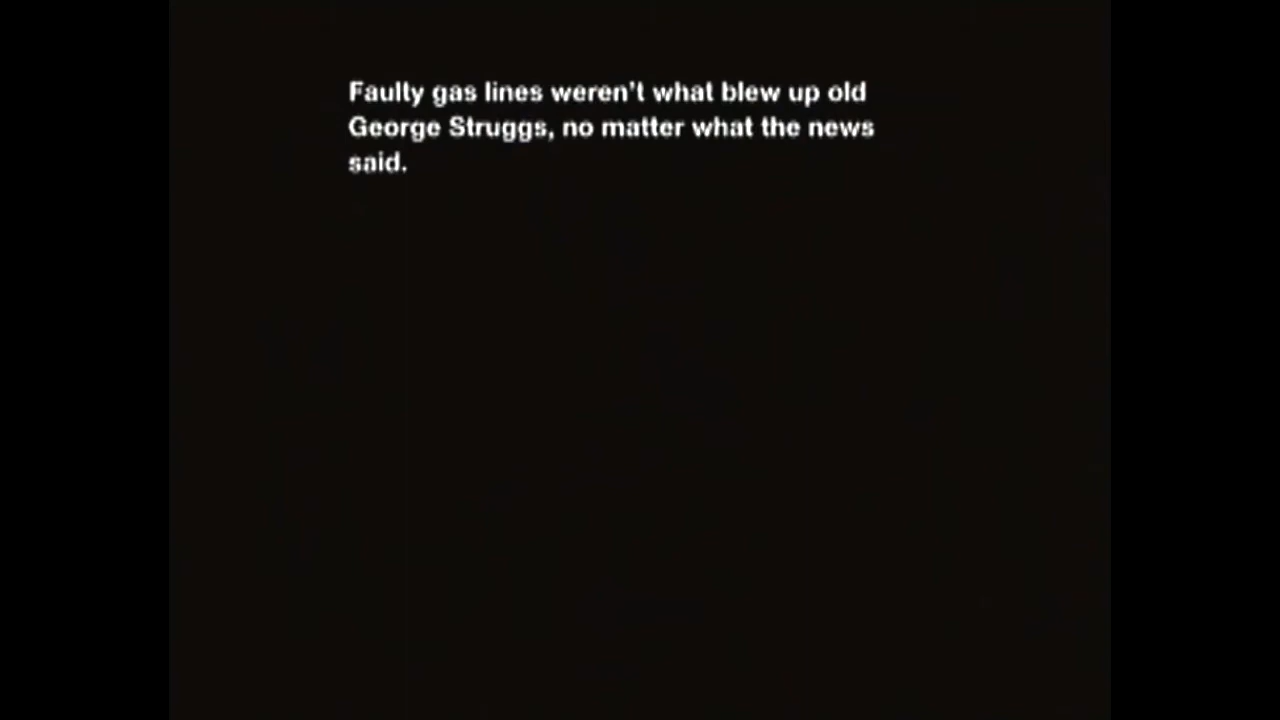 Faulty gas lines weren't what blew up old
George Struggs, no matter what the news
said.